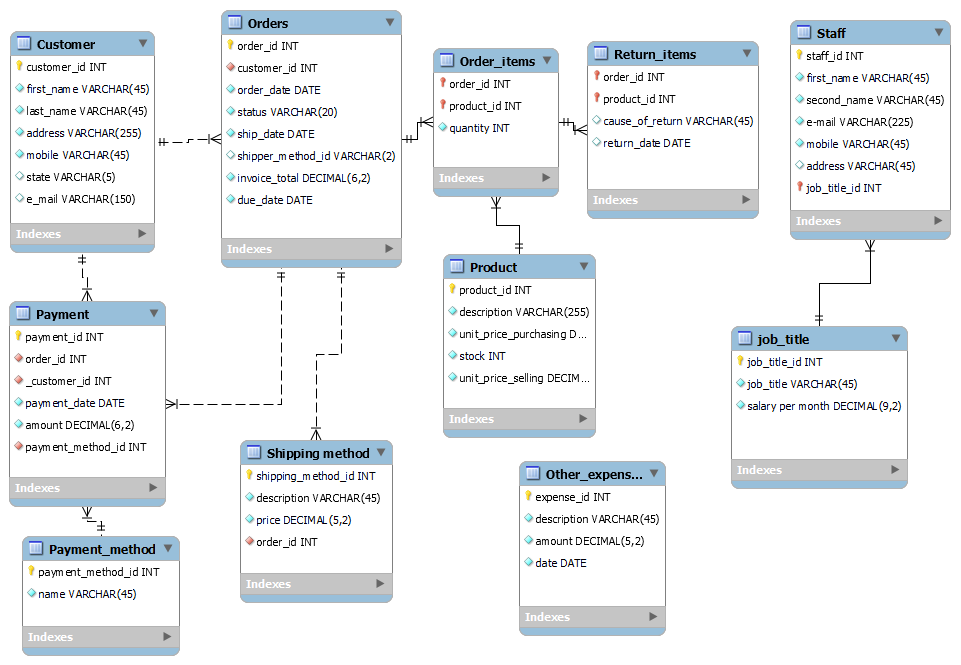 Customer
customer_id INT
first_name VARCHAR(45)
last_name VARCHAR(45)
address VARCHAR(255)
mobile VARCHAR(45)
state VARCHAR(5)
e_mail VARCHAR(150)
Indexes
Orders
order_id INT
customer_id INT
order_date DATE
status VARCHAR(20)
ship_date DATE
shipper_method_id VARCHAR(2)
invoice_total DECIMAL(6,2)
due_date DATE
Indexes
Order_items
order_id INT
product_id INT
quantity INT
Indexes
Return_items
order_id INT
product_id INT
cause_of_return VARCHAR(45)
return_date DATE
Indexes
Staff
staff_id INT
first_name VARCHAR(45)
second_name VARCHAR(45)
e-mail VARCHAR(225)
mobile VARCHAR(45)
address VARCHAR(45)
job_title_id INT
Indexes
Payment
payment_id INT
order_id INT
_customer_id INT
payment_date DATE
amount DECIMAL(6,2)
payment_method_id INT
Indexes
Product
product_id INT
description VARCHAR(255)
unit_price_purchasing D...
stock INT
unit_price_selling DECIM...
Indexes
job_title
job_title_id INT
job_title VARCHAR(45)
salary per month DECIMAL(9,2)
Indexes
Shipping method
shipping_method_id INT
description VARCHAR(45)
price DECIMAL(5,2)
order_id INT
Indexes
Other_expens...
expense_id INT
description VARCHAR(45)
amount DECIMAL(5,2)
date DATE
Indexes
Payment_method
payment_method_id INT
name VARCHAR(45)
Indexes